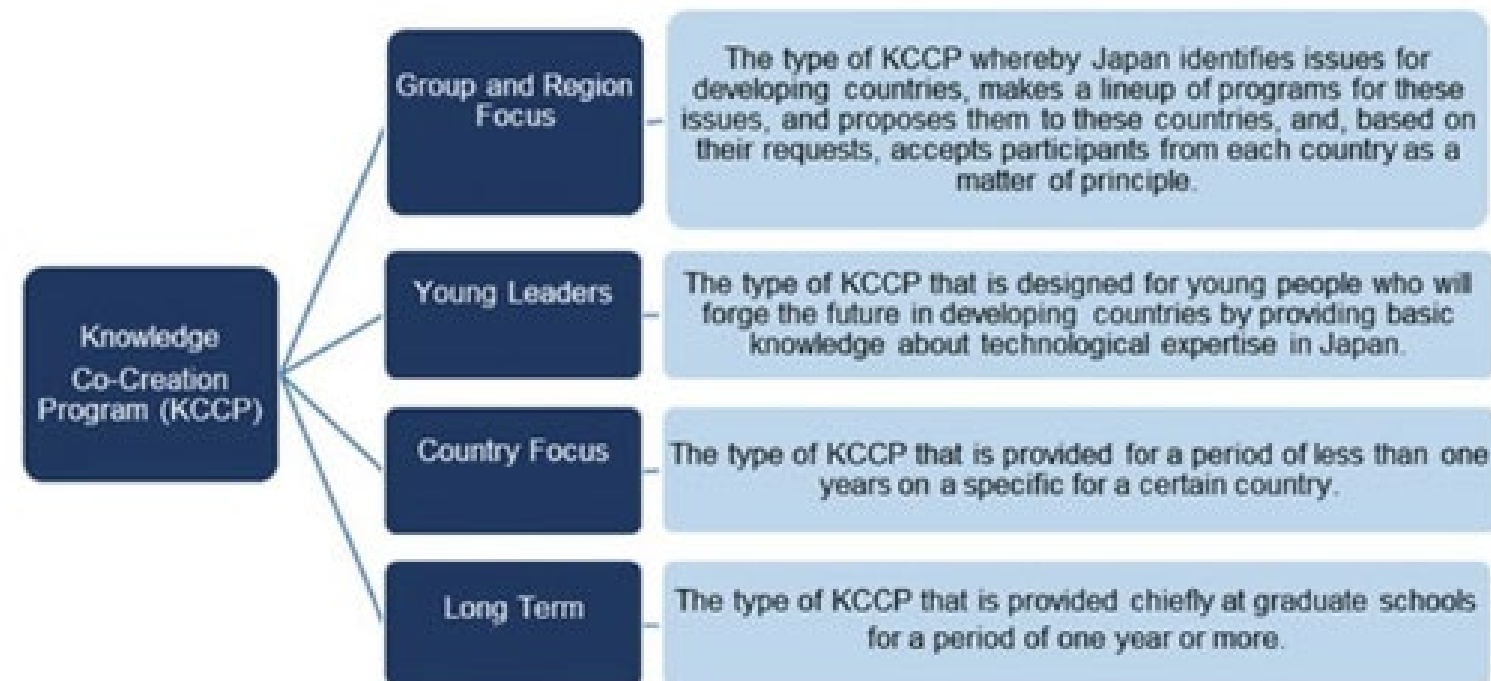 Knowledge
Co-Creation
Program (KCCP)
Group and Region
Focus
The type of KCCP whereby Japan identifies issues for
developing countries, makes a lineup of programs for these
issues, and proposes them to these countries, and, based on
their requests, accepts participants from each country as a
matter of principle.
Young Leaders
The type of KCCP that is designed for young people who will
forge the future in developing countries by providing basic
knowledge about technological expertise in Japan.
Country Focus
The type of KCCP that is provided for a period of less than one
years on a specific for a certain country.
Long Term
The type of KCCP that is provided chiefly at graduate schools
for a period of one year or more.